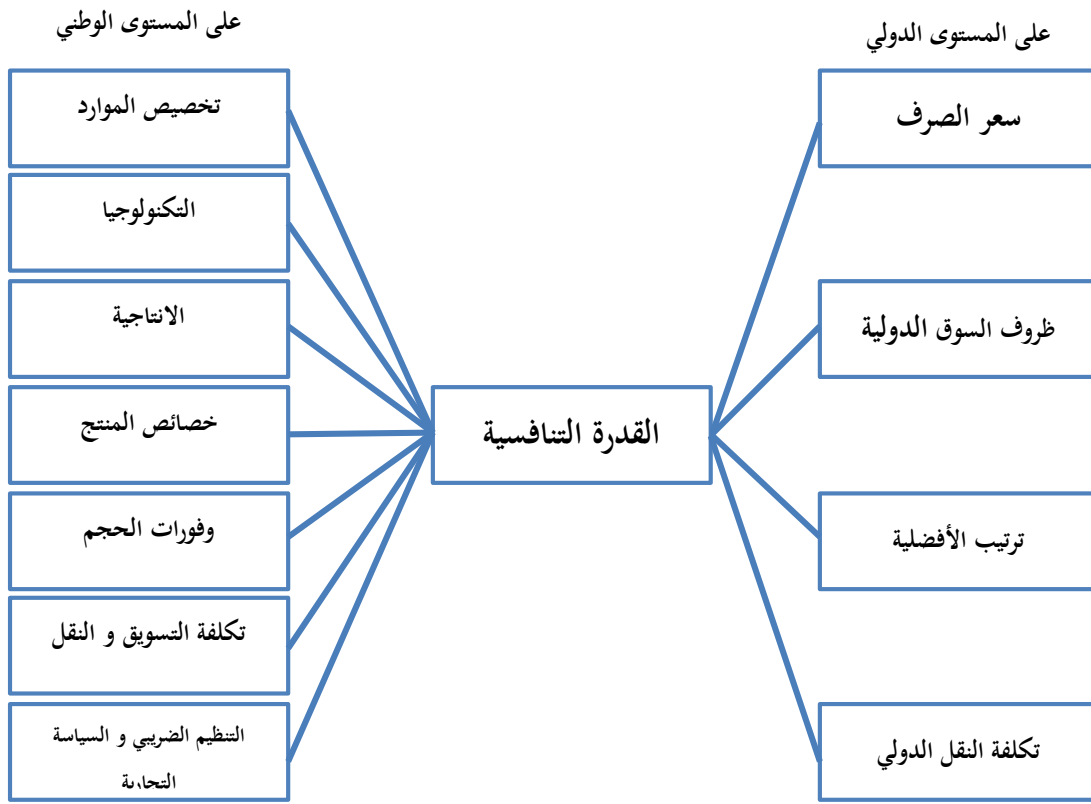 على المستوى الدولي
سعر الصرف
ظروف السوق الدولية
ترتيب الأفضلية
تكلفة النقل الدولي
القدرة التنافسية
على المستوى الوطني
تخصيص الموارد
التكنولوجيا
الانتاجية
خصائص المنتج
وفورات الحجم
تكلفة التسويق و النقل
التنظيم الضريبي و السياسة
التجارية